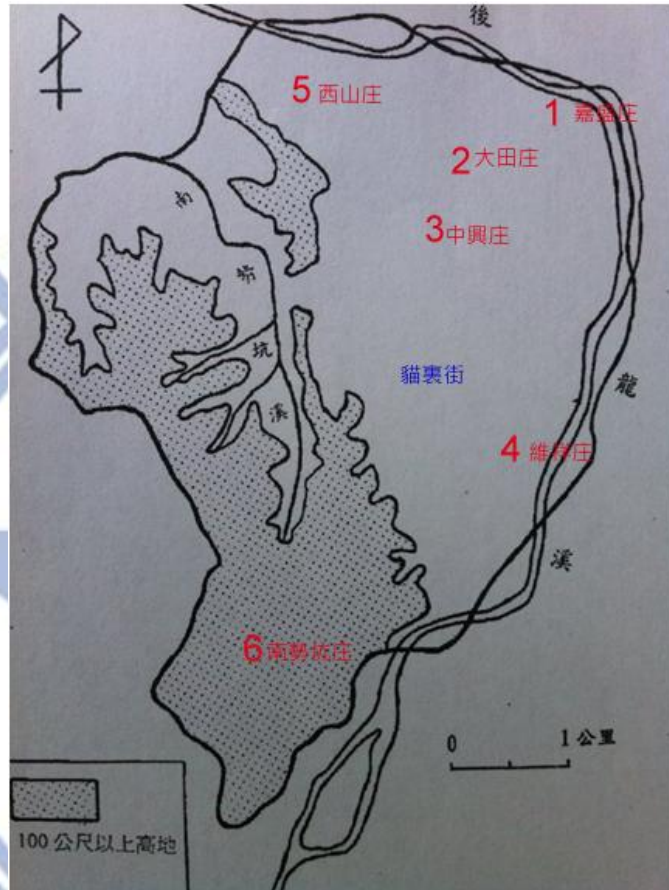 後
5 西山庄
1 嘉盛庄
2 大田庄
3 中興庄
南
勢
坑
溪
貓裏街
龍
4 維祥庄
溪
6 南勢坑庄
0 1 公里
100 公尺以上高地